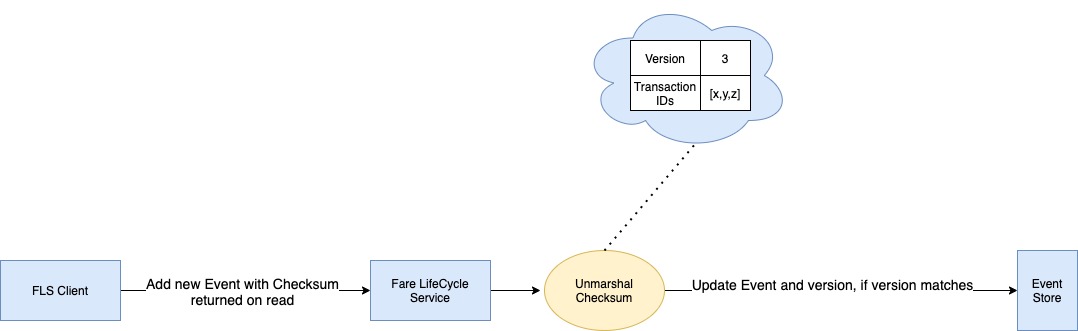 Version
3
Transaction
IDs
[x,y,z]
FLS Client
Add new Event with Checksum
returned on read
Fare LifeCycle
Service
Unmarshal
Checksum
Update Event and version, if version matches
Event
Store